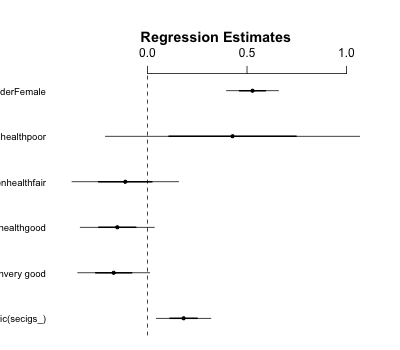 Regression Estimates
0.0 0.5 1.0
derFemale
healthpoor
nhealthfair
healthgood
nvery good
ic(secigs_)